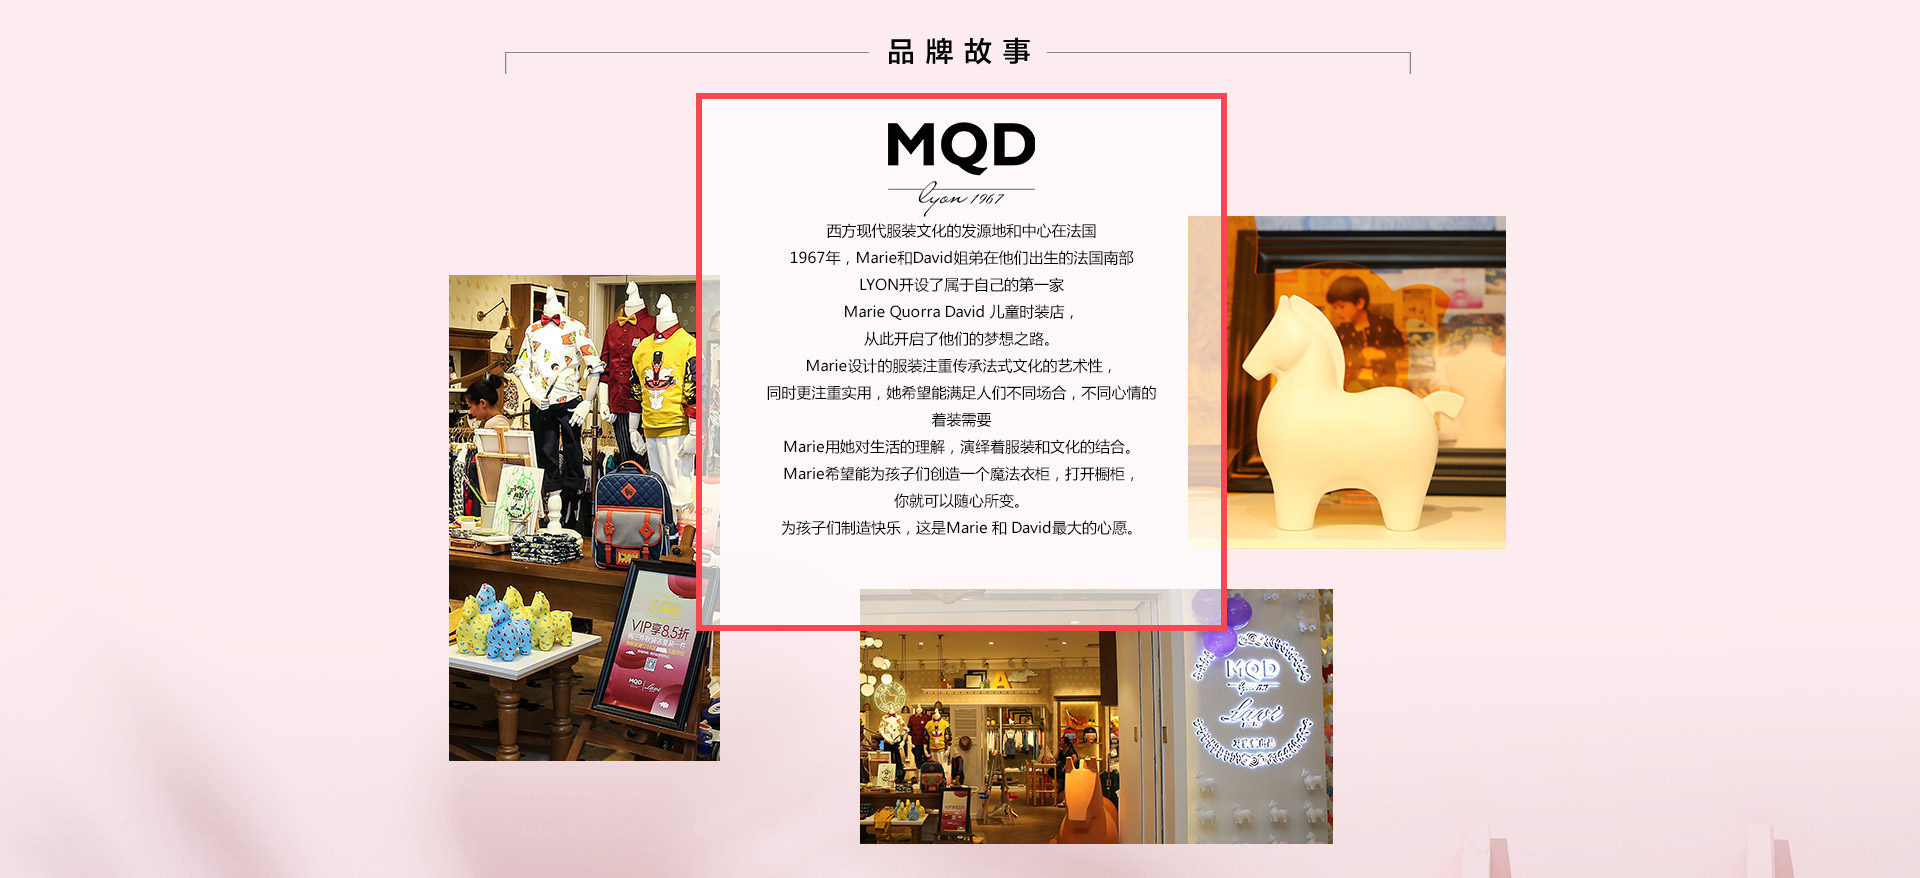 品牌故事
MQD
lyon 1967
西方现代服装文化的发源地和中心在法国
1967年，Marie和David姐弟在他们出生的法国南部
LYON开设了属于自己的第一家
Marie Quorra David 儿童时装店，
从此开启了他们的梦想之路。
Marie设计的服装注重传承法式文化的艺术性，
同时更注重实用，她希望能满足人们不同场合，不同心情的
着装需要
Marie用她对生活的理解，演绎着服装和文化的结合。
Marie希望能为孩子们创造一个魔法衣柜，打开橱柜，
你就可以随心所变。
为孩子们制造快乐，这是Marie 和 David最大的心愿。
VIP享8.5折
MQD
MQD